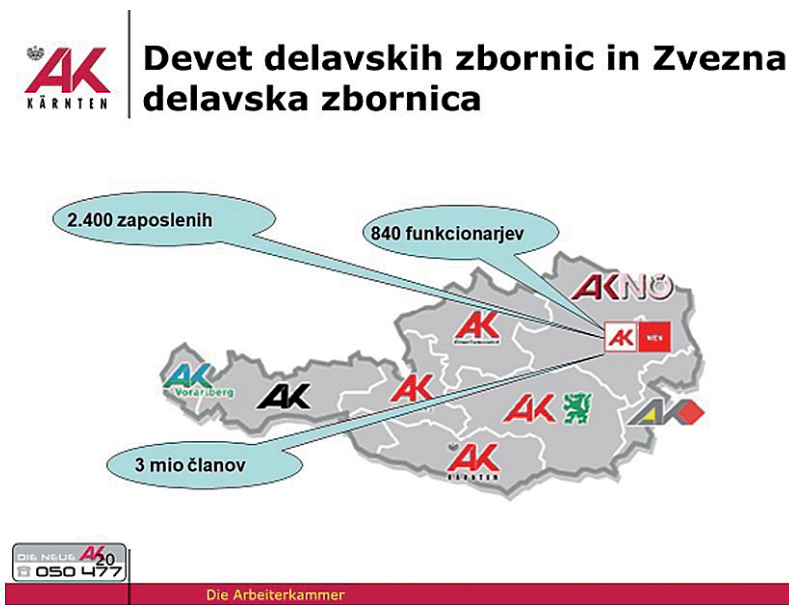 AK
KÄRNTEN
Devet delavskih zbornic in Zvezna
delavska zbornica
2.400 zaposlenih
840 funkcionarjev
AKNÖ
AK
AK WIEN
AK
Vorarlberg
AK
AK
AK
AK
3 mio članov
AK
KÄRNTEN
DIE NEUE AK
20
050 477
Die Arbeiterkammer